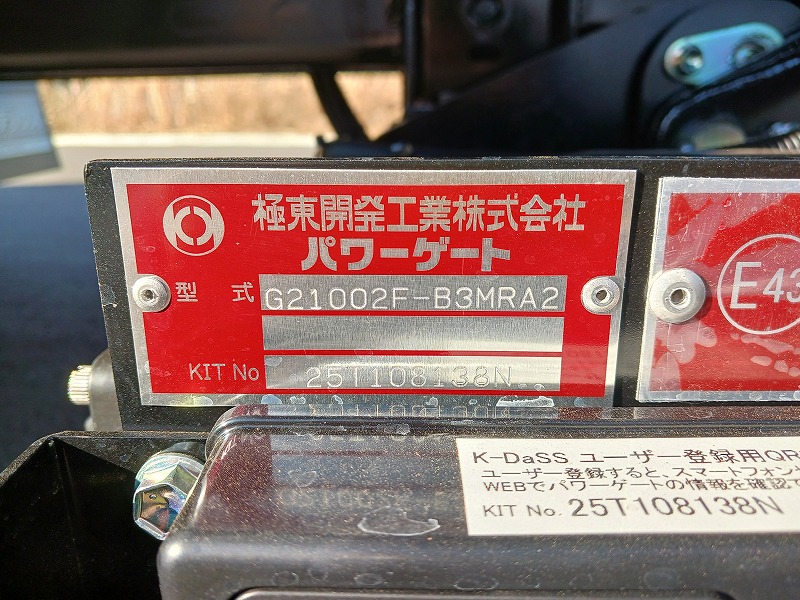 極東開発工業株式会社
パワーゲート
型式 G21002F-B3MRA2
KIT No 25T108138N
E43
K-DaSS ユーザー登録用QR
ユーザー登録すると、スマートフォン
WEBでパワーゲートの情報を確認で
KIT No. 25T108138N